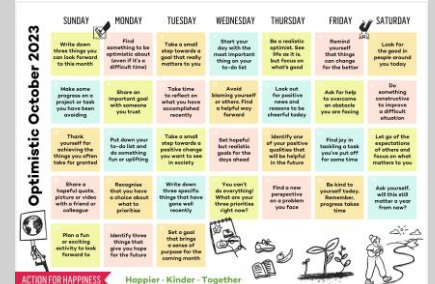 Optimistic October 2023
SUNDAY MONDAY TUESDAY WEDNESDAY THURSDAY FRIDAY SATURDAY
Write down
three things you
can look forward
to this month
Find
something to be
optimistic about
(even if it's a
difficult time)
Take a small
step towards a
goal that really
matters to you
Start your
day with the
most important
thing on your
to-do list
Be a realistic
optimist. See
life as it
is, but focus on
what's good
Remind
yourself
that things
can change
for the better
Look for
the good in
people around
you today
Make some
progress on a
project or task
you have been
avoiding
Share an
important goal
with someone
you trust
Take time to
reflect on what
you have
accomplished
recently
Avoid
blaming yourself
or others. Find
a helpful way
forward
Look out
for positive
news and
reasons to be
cheerful today
Ask for help
to overcome
an obstacle
you are facing
Do
something
constructive to
improve a
difficult
situation
Thank
yourself for
achieving the
things you often
take for granted
Put down your
to-do list and
do something
fun or uplifting
Take a small
step towards a
positive change
you want to see
in society
Set hopeful but
realistic goals
for the days
ahead
Identify one
of your positive
qualities that
will be helpful
in the future
Find joy in
tackling a task
you've put off
for some time
Let go of the
expectations of
others and focus
on what matters
to you
Share a
hopeful quote,
picture or video
with a friend or
colleague
Recognise
that you have
a choice about
what to
prioritise
Write down
three specific
things that have
gone well
recently
You can't
do everything!
What are your three
priorities
right now?
Find a new
perspective
on a problem
you face
Be kind to
yourself today.
Remember,
progress takes
time
Ask yourself,
will this still
matter a year
from now?
Plan a fun
or exciting
activity to look
forward to
Identify three
things that
give you hope
for the future
Set a goal
that brings
a sense of
purpose for the
coming month
ACTION FOR HAPPINESS
Happier · Kinder · Together